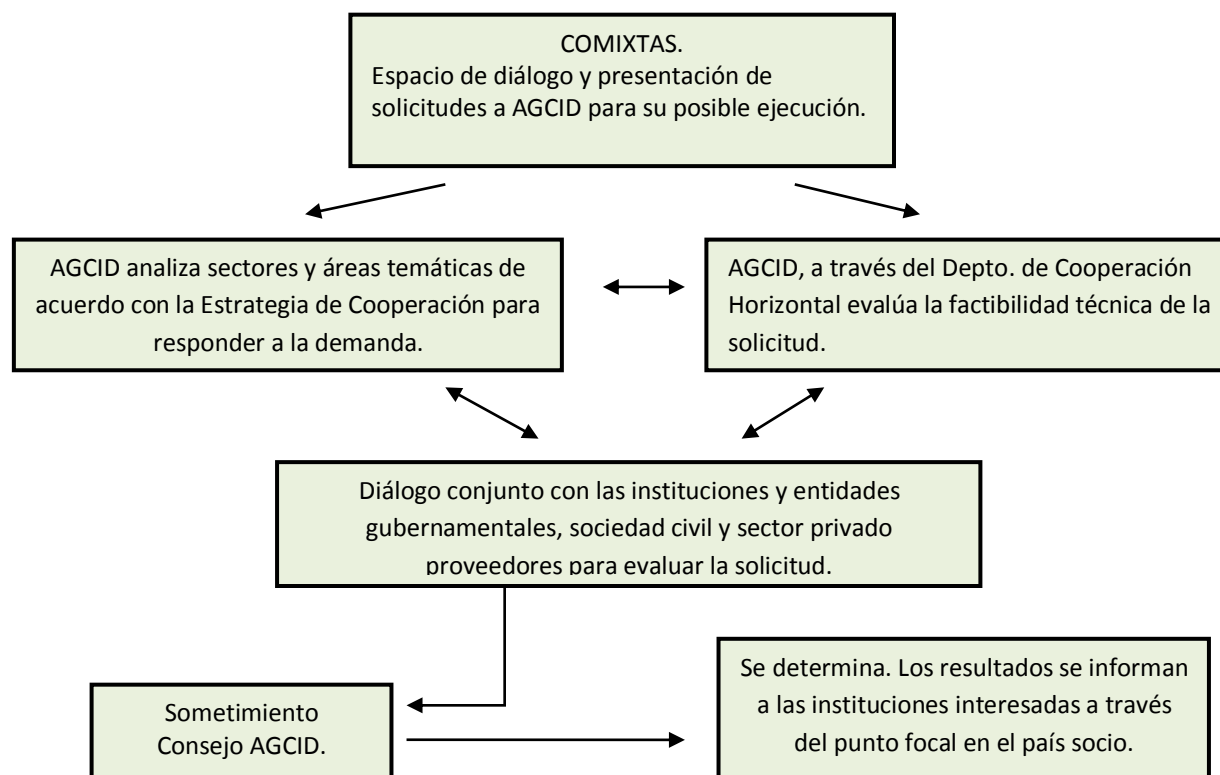 COMIXTAS.
Espacio de diálogo y presentación de
solicitudes a AGCID para su posible ejecución.
AGCID analiza sectores y áreas temáticas de
acuerdo con la Estrategia de Cooperación para
responder a la demanda.
AGCID, a través del Depto. de Cooperación
Horizontal evalúa la factibilidad técnica de la
solicitud.
Diálogo conjunto con las instituciones y entidades
gubernamentales, sociedad civil y sector privado
proveedores para evaluar la solicitud.
Sometimiento
Consejo AGCID.
Se determina. Los resultados se informan
a las instituciones interesadas a través
del punto focal en el país socio.